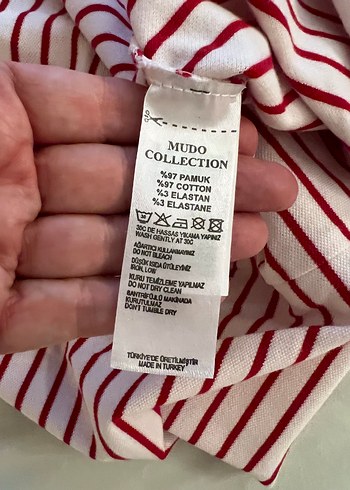 MUDO
COLLECTION
%97 PAMUK
%97 COTTON
%3 ELASTAN
%3 ELASTANE
30C DE HASSAS YIKAMA YAPINIZ
WASH GENTLY AT 30C
AĞARTICI KULLANMAYINIZ
DO NOT BLEACH
DÜŞÜK ISIDA ÜTÜLEYİNİZ
IRON, LOW
KURU TEMİZLEME YAPILMAZ
DO NOT DRY CLEAN
SANTRİFÜJLÜ MAKİNADA
KURUTULMAZ
DON'T TUMBLE DRY
TÜRKİYE'DE ÜRETİLMİŞTİR
MADE IN TURKEY